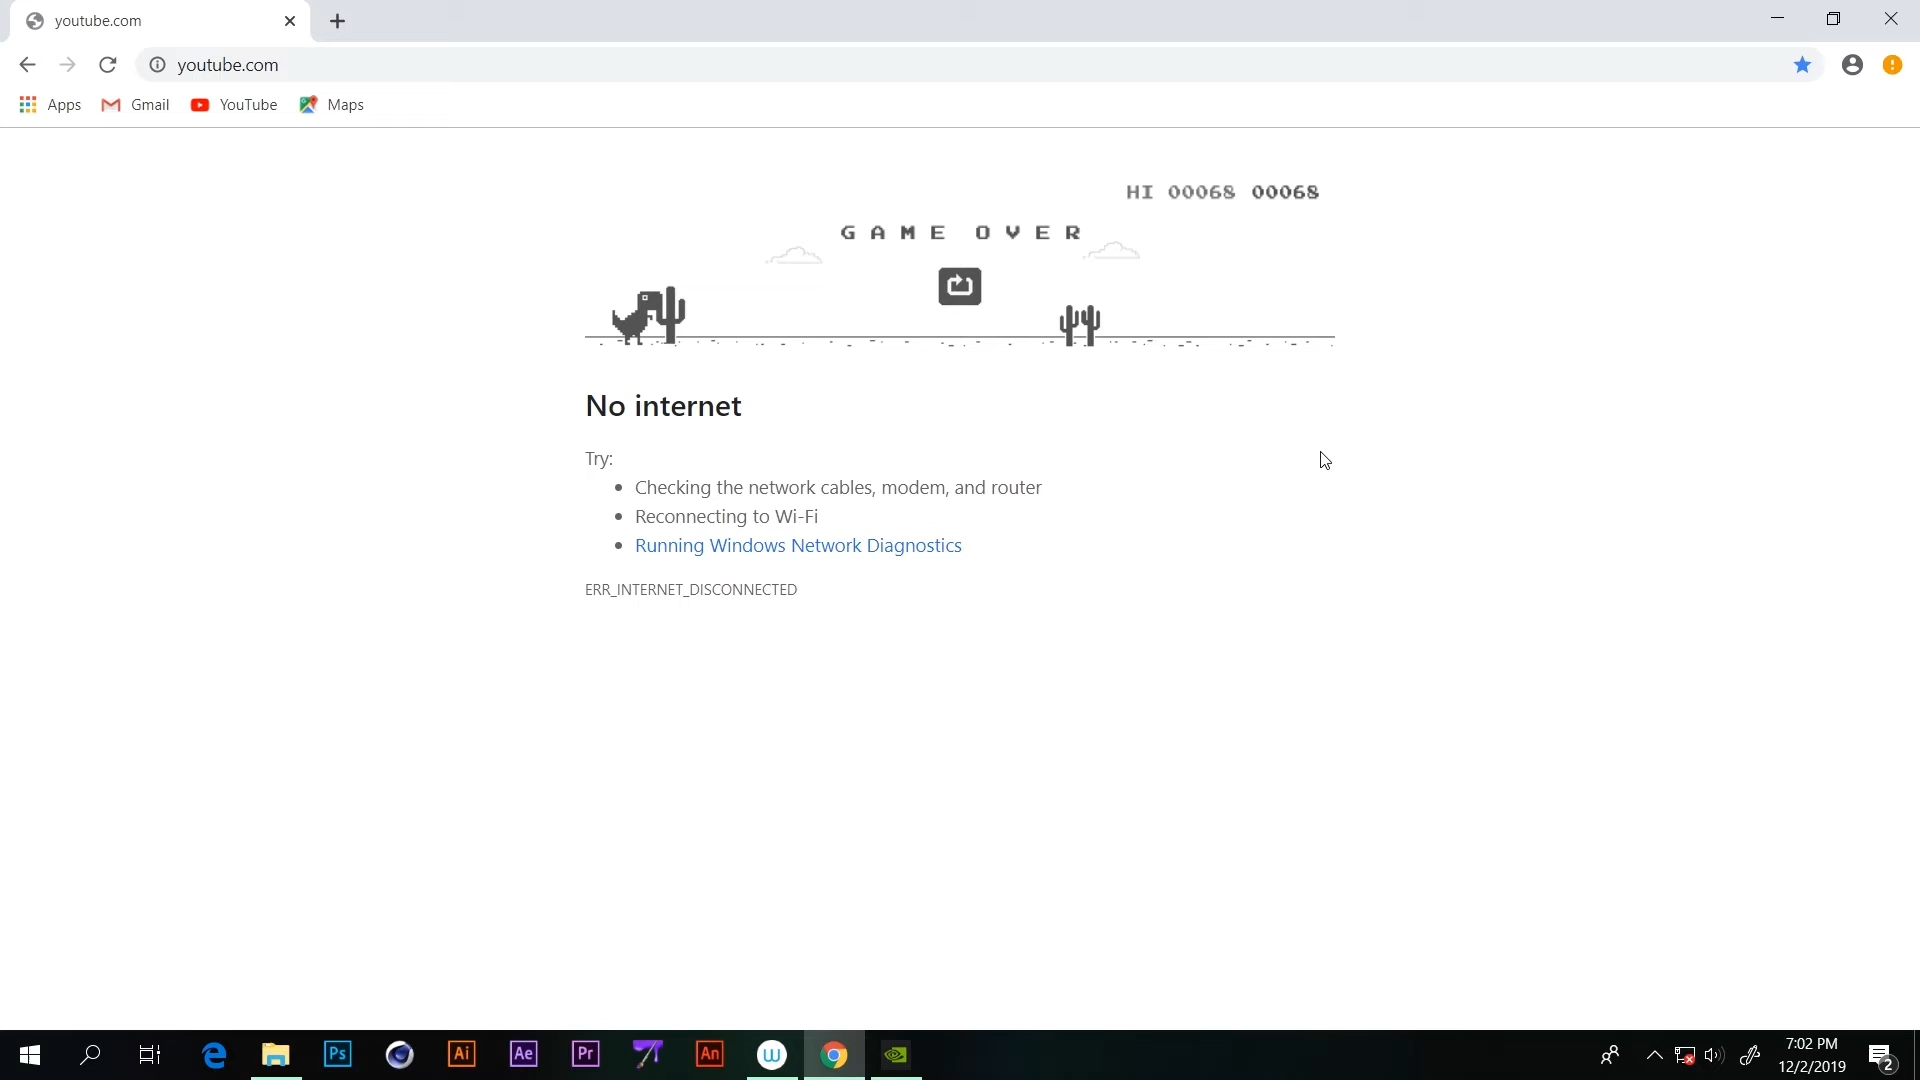 youtube.com
youtube.com
Apps Gmail YouTube Maps
HI 00068 00068
GAME OVER
No internet
Try:
Checking the network cables, modem, and router
Reconnecting to Wi-Fi
Running Windows Network Diagnostics
ERR_INTERNET_DISCONNECTED
Ps Ai Ae Pr An W
7:02 PM
12/2/2019
2